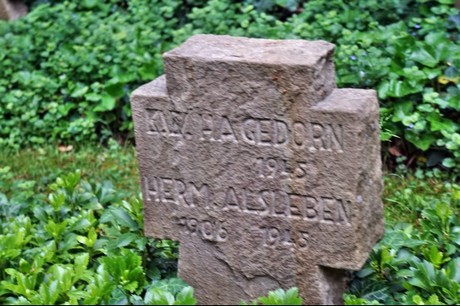 HAGEDORN
1945
HERM. ALSLEBEN
1906 1945